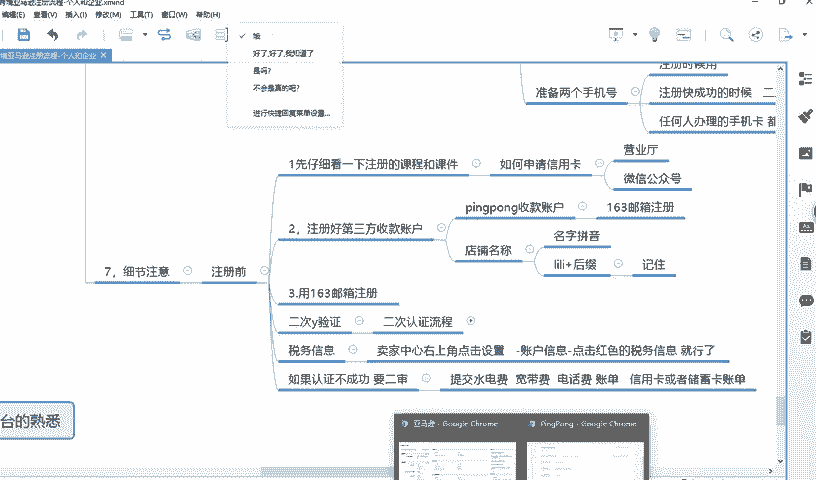 境亚马逊注册流程-个人和企业.xmind
编辑(E) 查看(V) 插入(I) 修改(M) 工具(T) 窗口(W) 帮助(H)
境亚马逊注册流程-个人和企业
好了,好了,我知道了
是吗?
不会是真的吧?
进行快捷回复菜单设置...
注册的时候用
准备两个手机号
注册快成功的时候 二
任何人办理的手机卡 都
1先仔细看一下注册的课程和课件
如何申请信用卡
营业厅
微信公众号
2，注册好第三方收款账户
pingpong收款账户
163邮箱注册
店铺名称
名字拼音
lili+后缀
记住
7，细节注意
注册前
3.用163邮箱注册
二次y验证
二次认证流程
税务信息
卖家中心右上角点击设置 -账户信息-点击红色的税务信息 就行了
如果认证不成功 要二审
提交水电费 宽带费 电话费 账单 信用卡或者储蓄卡账单
台的熟悉
亚马逊 - Google Chrome
PingPong - Google Chrome